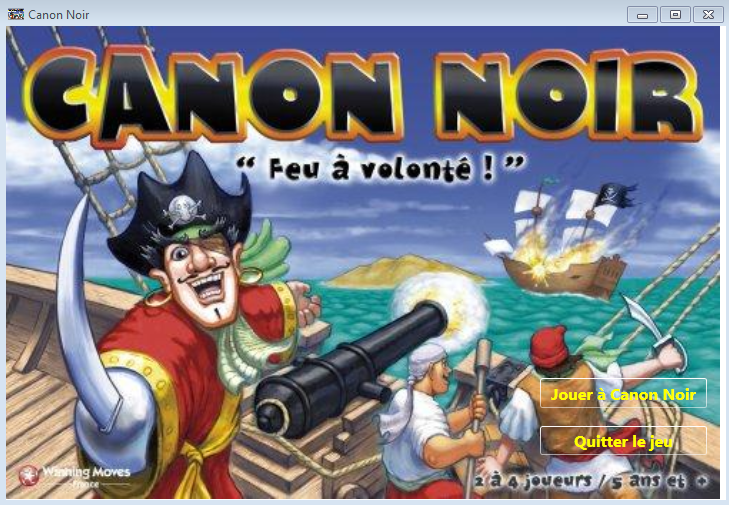 Canon Noir
CANON NOIR
“ Feu à volonté ! ”
Jouer à Canon Noir
Quitter le jeu
Winning Moves
France
2 à 4 joueurs / 5 ans et +